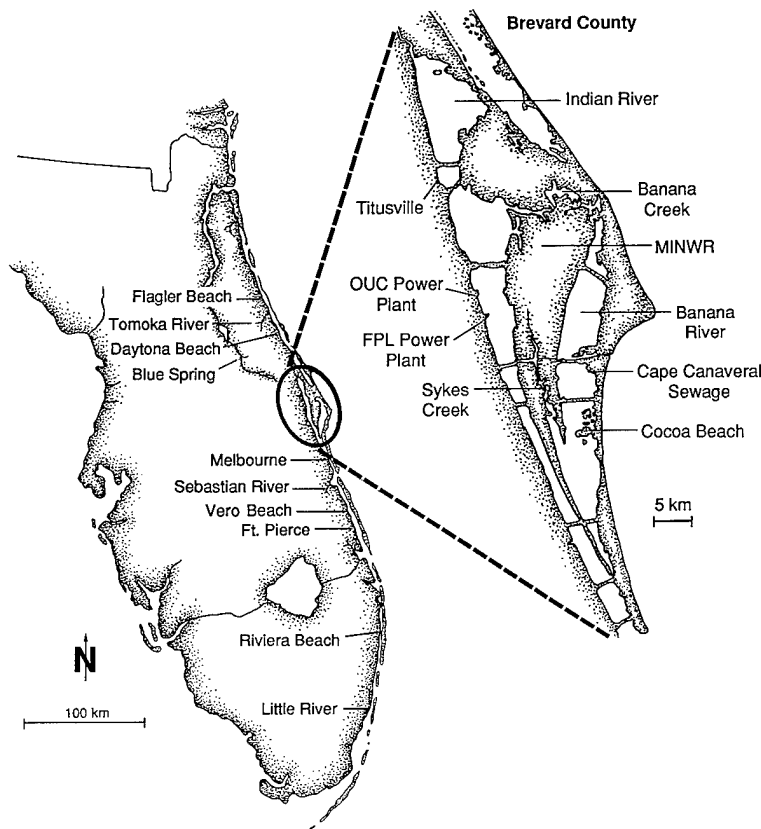 Brevard County
Indian River
Titusville
Banana
Creek
MINWR
OUC Power
Plant
FPL Power
Plant
Banana
River
Sykes
Creek
Cape Canaveral
Sewage
Cocoa Beach
5 km
Flagler Beach
Tomoka River
Daytona Beach
Blue Spring
Melbourne
Sebastian River
Vero Beach
Ft. Pierce
Riviera Beach
Little River
N
100 km